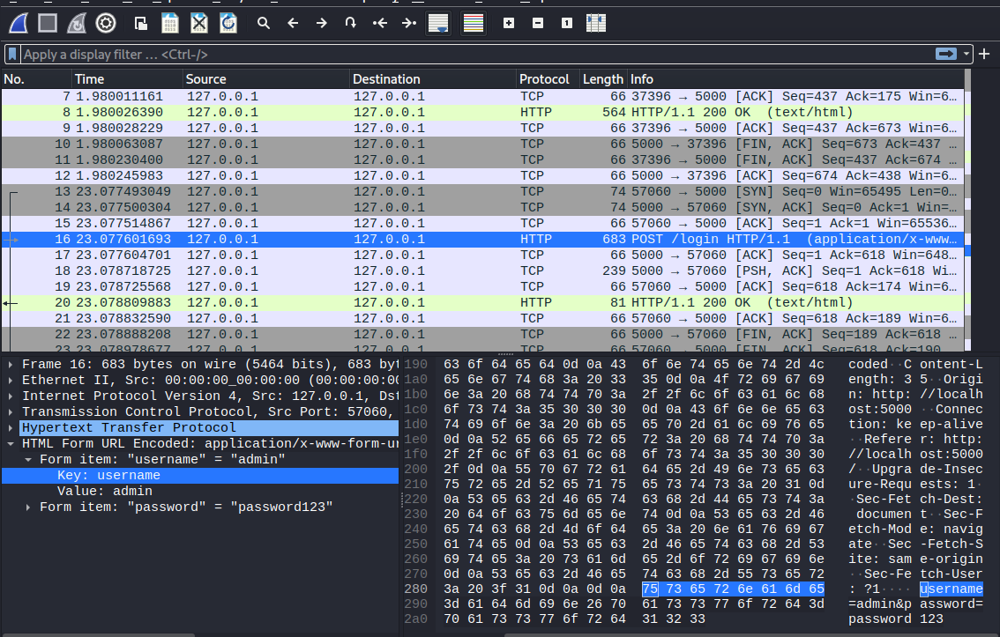 Apply a display filter … <Ctrl-/>
No. Time Source Destination Protocol Length Info
7 1.980011161 127.0.0.1 127.0.0.1 TCP 66 37396 → 5000 [ACK] Seq=437 Ack=175 Win=6…
8 1.980026390 127.0.0.1 127.0.0.1 HTTP 564 HTTP/1.1 200 OK (text/html)
9 1.980028229 127.0.0.1 127.0.0.1 TCP 66 37396 → 5000 [ACK] Seq=437 Ack=673 Win=6…
10 1.980063087 127.0.0.1 127.0.0.1 TCP 66 5000 → 37396 [FIN, ACK] Seq=673 Ack=437 …
11 1.980230400 127.0.0.1 127.0.0.1 TCP 66 37396 → 5000 [FIN, ACK] Seq=437 Ack=674 …
12 1.980245983 127.0.0.1 127.0.0.1 TCP 66 5000 → 37396 [ACK] Seq=674 Ack=438 Win=6…
13 23.077493049 127.0.0.1 127.0.0.1 TCP 74 57060 → 5000 [SYN] Seq=0 Win=65495 Len=0…
14 23.077500304 127.0.0.1 127.0.0.1 TCP 74 5000 → 57060 [SYN, ACK] Seq=0 Ack=1 Win=…
15 23.077514867 127.0.0.1 127.0.0.1 TCP 66 57060 → 5000 [ACK] Seq=1 Ack=1 Win=65536…
16 23.077601693 127.0.0.1 127.0.0.1 HTTP 683 POST /login HTTP/1.1 (application/x-www…
17 23.077604701 127.0.0.1 127.0.0.1 TCP 66 5000 → 57060 [ACK] Seq=1 Ack=618 Win=648…
18 23.078718725 127.0.0.1 127.0.0.1 TCP 239 5000 → 57060 [PSH, ACK] Seq=1 Ack=618 Wi…
19 23.078725568 127.0.0.1 127.0.0.1 TCP 66 57060 → 5000 [ACK] Seq=618 Ack=174 Win=6…
20 23.078809883 127.0.0.1 127.0.0.1 HTTP 81 HTTP/1.1 200 OK (text/html)
21 23.078832590 127.0.0.1 127.0.0.1 TCP 66 57060 → 5000 [ACK] Seq=618 Ack=189 Win=6…
22 23.078888208 127.0.0.1 127.0.0.1 TCP 66 5000 → 57060 [FIN, ACK] Seq=189 Ack=618 …
23 23.078978677 127.0.0.1 127.0.0.1 TCP 66 57060 → 5000 [FIN, ACK] Seq=618 Ack=190
Frame 16: 683 bytes on wire (5464 bits), 683 byt
Ethernet II, Src: 00:00:00_00:00:00 (00:00:00:00
Internet Protocol Version 4, Src: 127.0.0.1, Dst
Transmission Control Protocol, Src Port: 57060,
Hypertext Transfer Protocol
HTML Form URL Encoded: application/x-www-form-ur
Form item: "username" = "admin"
Key: username
Value: admin
Form item: "password" = "password123"
190 63 6f 64 65 64 0d 0a 43 6f 6e 74 65 6e 74 2d 4c coded··C ontent-L
1a0 65 6e 67 74 68 3a 20 33 35 0d 0a 4f 72 69 67 69 ength: 3 5··Origi
1b0 6e 3a 20 68 74 74 70 3a 2f 2f 6c 6f 63 61 6c 68 n: http: //localh
1c0 6f 73 74 3a 35 30 30 30 0d 0a 43 6f 6e 6e 65 63 ost:5000 ··Connec
1d0 74 69 6f 6e 3a 20 6b 65 65 70 2d 61 6c 69 76 65 tion: ke ep-alive
1e0 0d 0a 52 65 66 65 72 65 72 3a 20 68 74 74 70 3a ··Refere r: http:
1f0 2f 2f 6c 6f 63 61 6c 68 6f 73 74 3a 35 30 30 30 //localh ost:5000
200 2f 0d 0a 55 70 67 72 61 64 65 2d 49 6e 73 65 63 /··Upgra de-Insec
210 75 72 65 2d 52 65 71 75 65 73 74 73 3a 20 31 0d ure-Requ ests: 1·
220 0a 53 65 63 2d 46 65 74 63 68 2d 44 65 73 74 3a ·Sec-Fet ch-Dest:
230 20 64 6f 63 75 6d 65 6e 74 0d 0a 53 65 63 2d 46 documen t··Sec-F
240 65 74 63 68 2d 4d 6f 64 65 3a 20 6e 61 76 69 67 etch-Mod e: navig
250 61 74 65 0d 0a 53 65 63 2d 46 65 74 63 68 2d 53 ate··Sec -Fetch-S
260 69 74 65 3a 20 73 61 6d 65 2d 6f 72 69 67 69 6e ite: sam e-origin
270 0d 0a 53 65 63 2d 46 65 74 63 68 2d 55 73 65 72 ··Sec-Fe tch-User
280 3a 20 3f 31 0d 0a 0d 0a 75 73 65 72 6e 61 6d 65 : ?1···· username
290 3d 61 64 6d 69 6e 26 70 61 73 73 77 6f 72 64 3d =admin&p assword=
2a0 70 61 73 73 77 6f 72 64 31 32 33 password 123